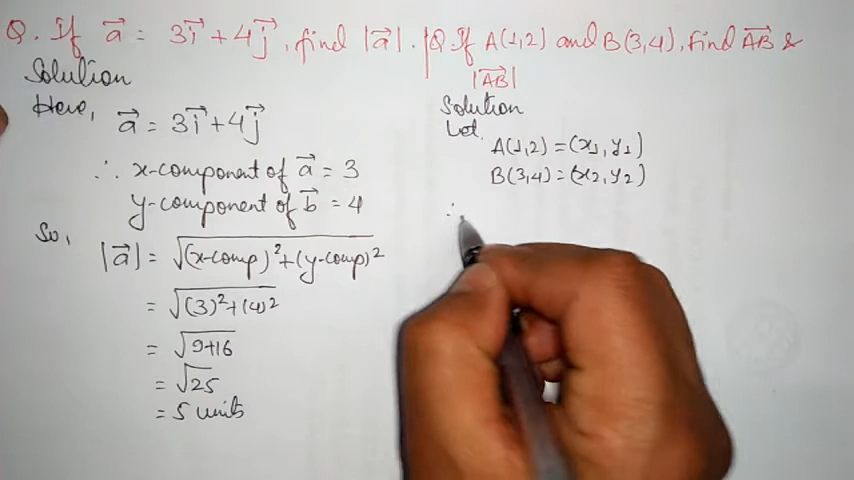 Q. If a⃗ = 3i⃗ + 4j⃗, find |a⃗|.
Solution
Here,
a⃗ = 3i⃗ + 4j⃗
∴ x-component of a⃗ = 3
y-component of b⃗ = 4
So,
|a⃗| = √(x-comp)²+(y-comp)²
= √(3)²+(4)²
= √9+16
= √25
= 5 units
Q. If A(1,2) and B(3,4), find AB⃗ &
|AB⃗|
Solution
Let,
A(1,2) = (x₁, y₁)
B(3,4) = (x₂, y₂)
∴